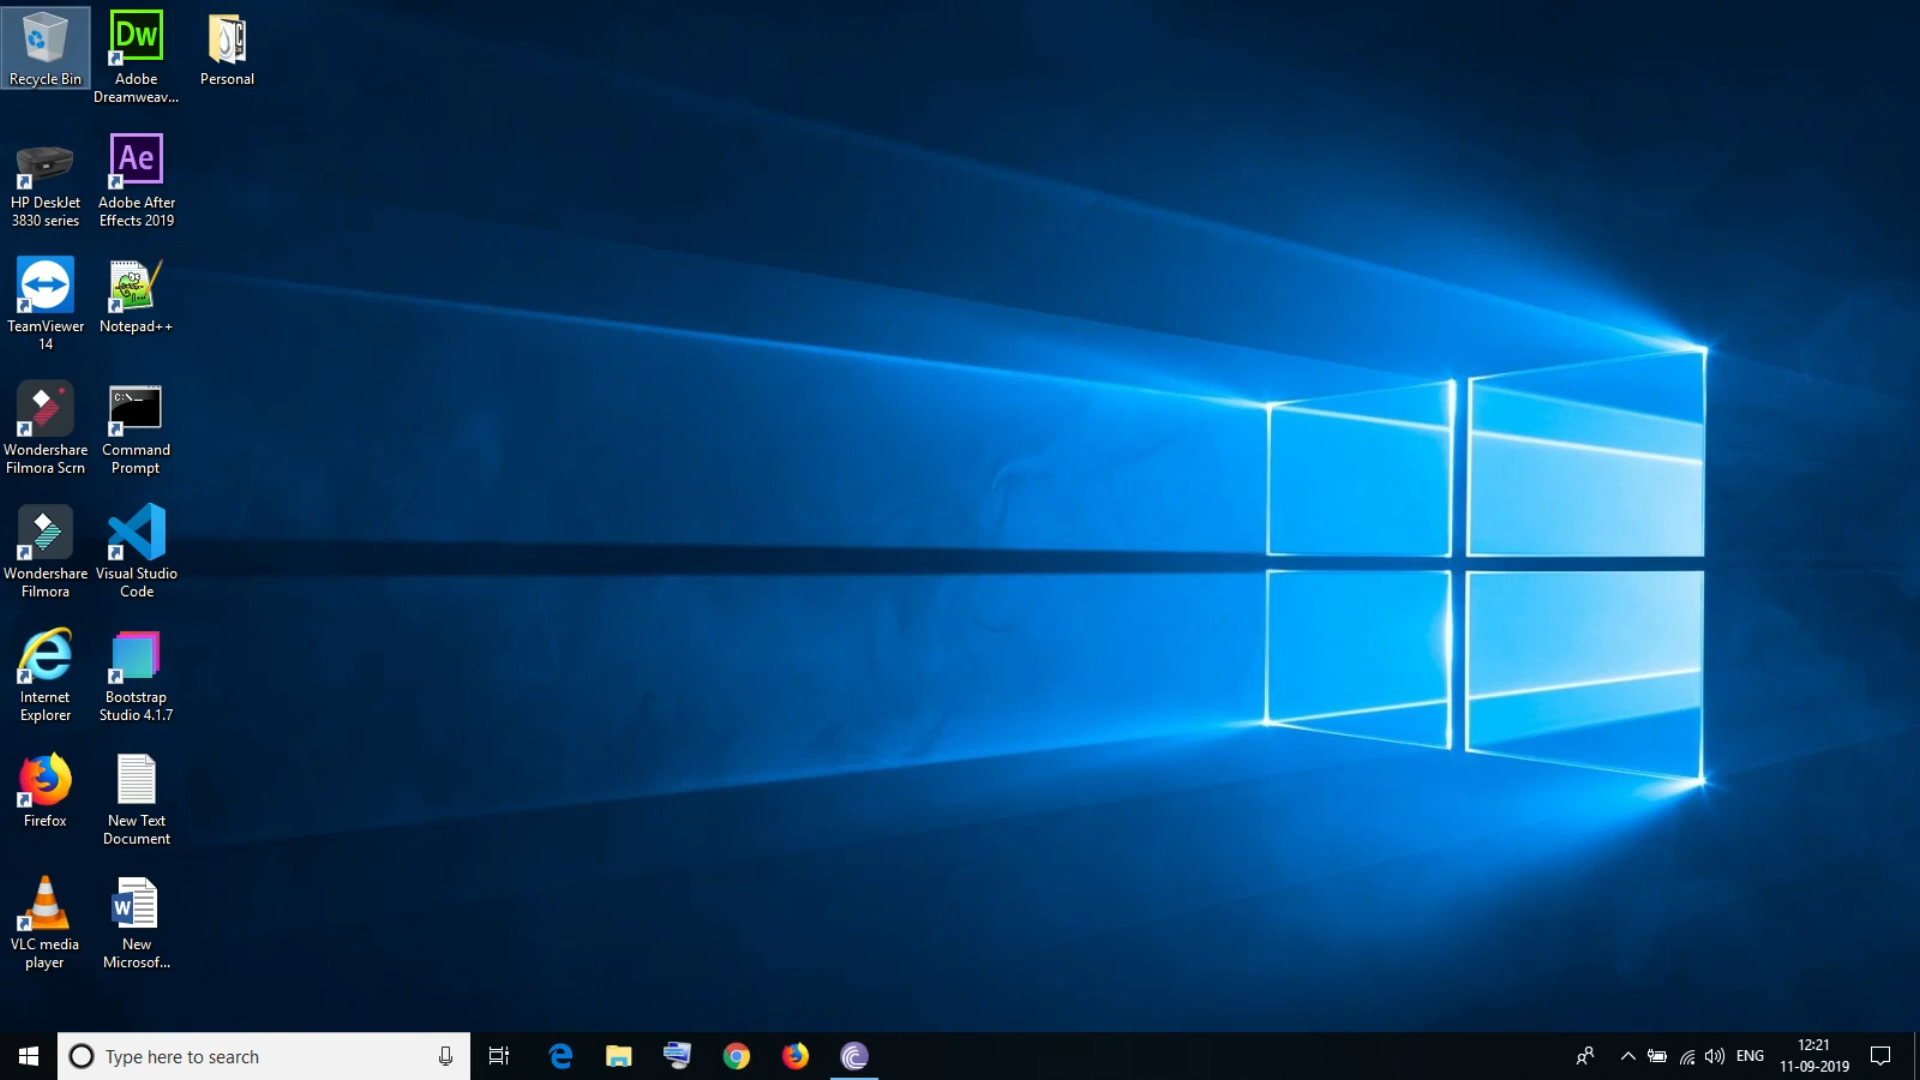 Recycle Bin
Dw
Adobe
Dreamweav...
Personal
HP DeskJet
3830 series
Ae
Adobe After
Effects 2019
TeamViewer
14
Notepad++
Wondershare
Filmora Scrn
C:\_
Command
Prompt
Wondershare
Filmora
Visual Studio
Code
Internet
Explorer
Bootstrap
Studio 4.1.7
Firefox
New Text
Document
VLC media
player
W
New
Microsof...
Type here to search
ENG
12:21
11-09-2019